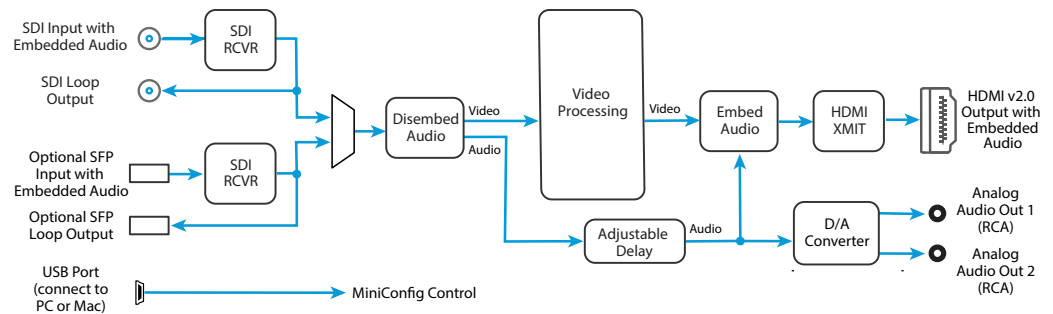 SDI Input with
Embedded Audio
SDI
RCVR
SDI Loop
Output
Optional SFP
Input with
Embedded Audio
SDI
RCVR
Optional SFP
Loop Output
USB Port
(connect to
PC or Mac)
MiniConfig Control
Disembed
Audio
Video
Audio
Video
Processing
Video
Adjustable
Delay
Audio
Embed
Audio
HDMI
XMIT
HDMI v2.0
Output with
Embedded
Audio
D/A
Converter
Analog
Audio Out 1
(RCA)
Analog
Audio Out 2
(RCA)